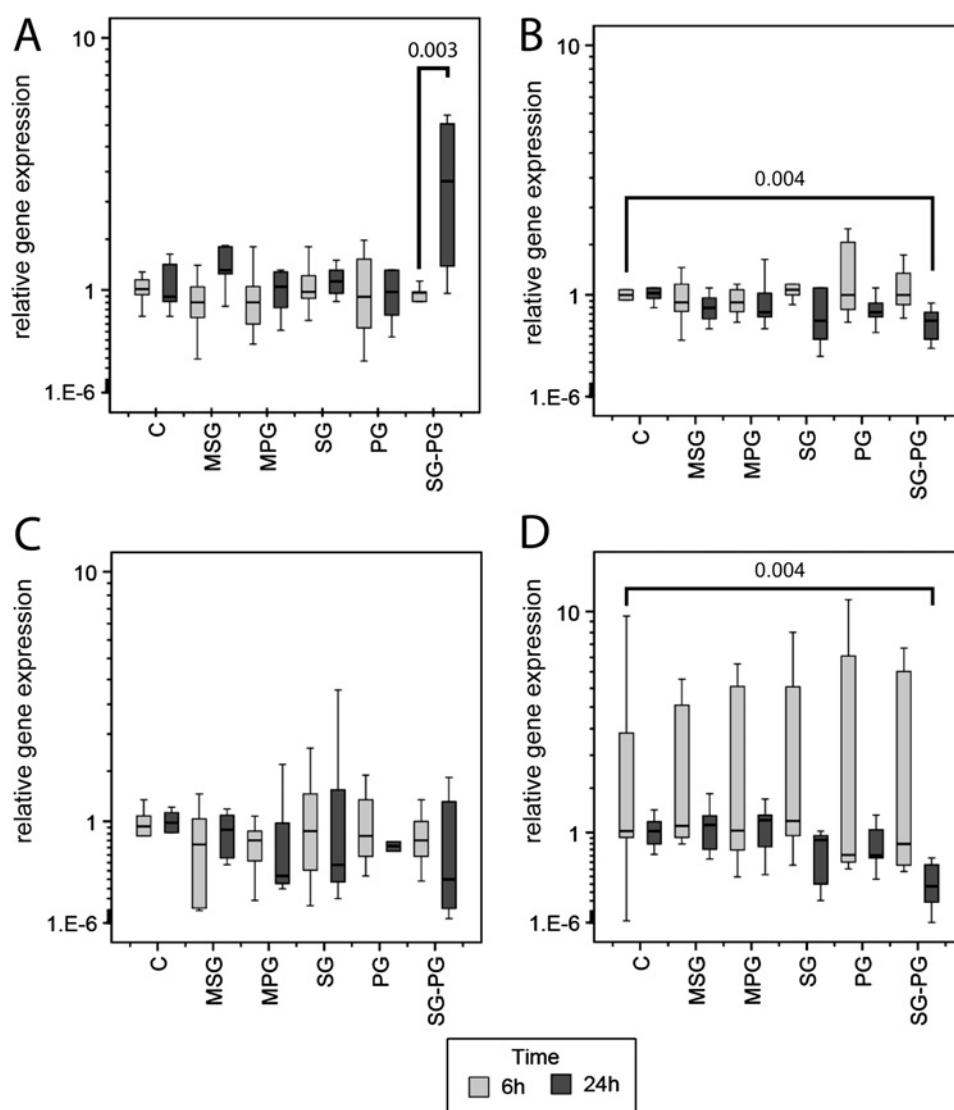 A
relative gene expression
10
1
1.E-6
0.003
C
MSG
MPG
SG
PG
SG-PG
B
relative gene expression
10
1
1.E-6
0.004
C
MSG
MPG
SG
PG
SG-PG
C
relative gene expression
10
1
1.E-6
C
MSG
MPG
SG
PG
SG-PG
D
relative gene expression
10
1
1.E-6
0.004
C
MSG
MPG
SG
PG
SG-PG
Time
6h 24h